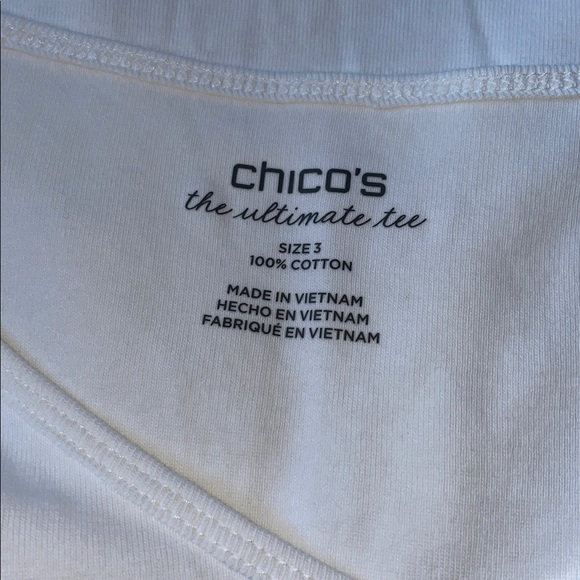 chico's
the ultimate tee
SIZE 3
100% COTTON
MADE IN VIETNAM
HECHO EN VIETNAM
FABRIQUÉ EN VIETNAM